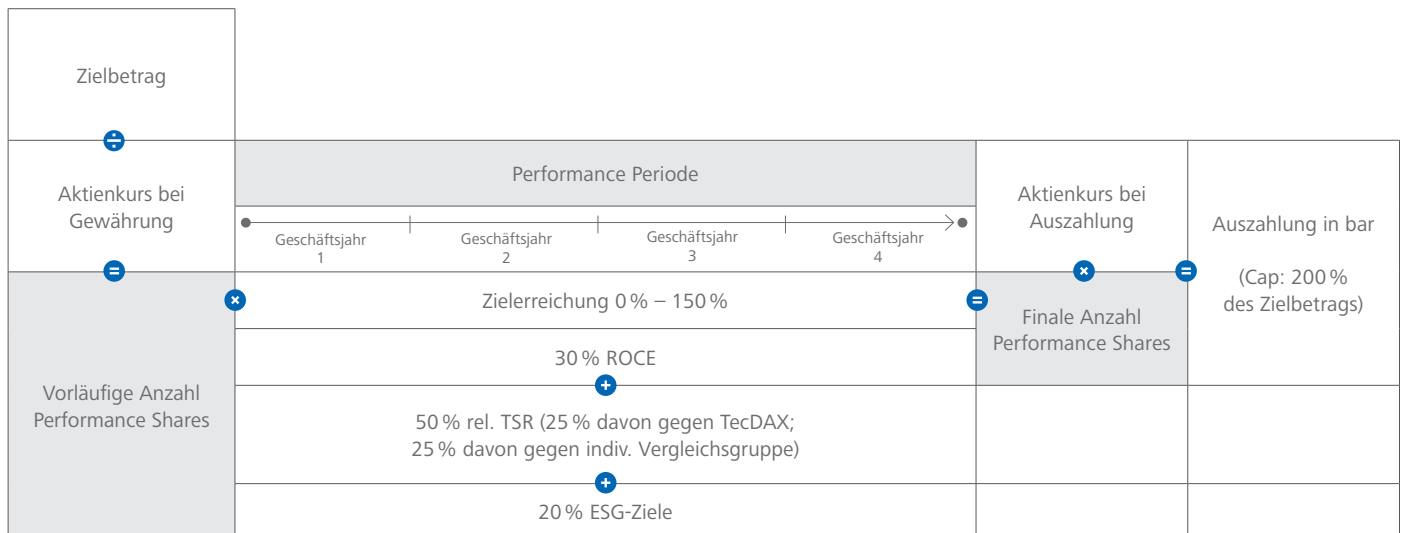 Zielbetrag
÷
Aktienkurs bei
Gewährung
=
Vorläufige Anzahl
Performance Shares
×
Performance Periode
Geschäftsjahr
1
Geschäftsjahr
2
Geschäftsjahr
3
Geschäftsjahr
4
Zielerreichung 0 % – 150 %
30 % ROCE
+
50 % rel. TSR (25 % davon gegen TecDAX;
25 % davon gegen indiv. Vergleichsgruppe)
+
20 % ESG-Ziele
=
Aktienkurs bei
Auszahlung
×
Finale Anzahl
Performance Shares
=
Auszahlung in bar
(Cap: 200 %
des Zielbetrags)